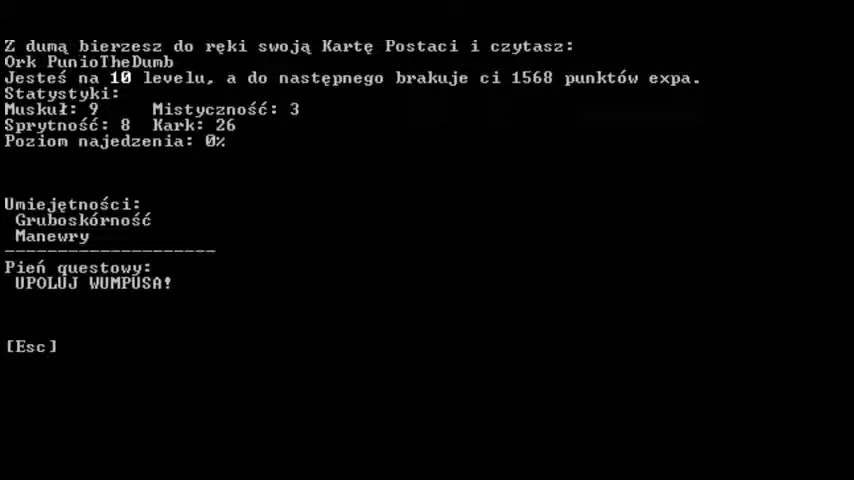 Z dumą bierzesz do ręki swoją Kartę Postaci i czytasz:
Ork PunioTheDumb
Jesteś na 10 levelu, a do następnego brakuje ci 1568 punktów expa.
Statystyki:
Muskuł: 9 Mistyczność: 3
Sprytność: 8 Kark: 26
Poziom najedzenia: 0%
Umiejętności:
Gruboskórność
Manewry
--------------------
Pień questowy:
UPOLUJ WUMPUSA!
[Esc]